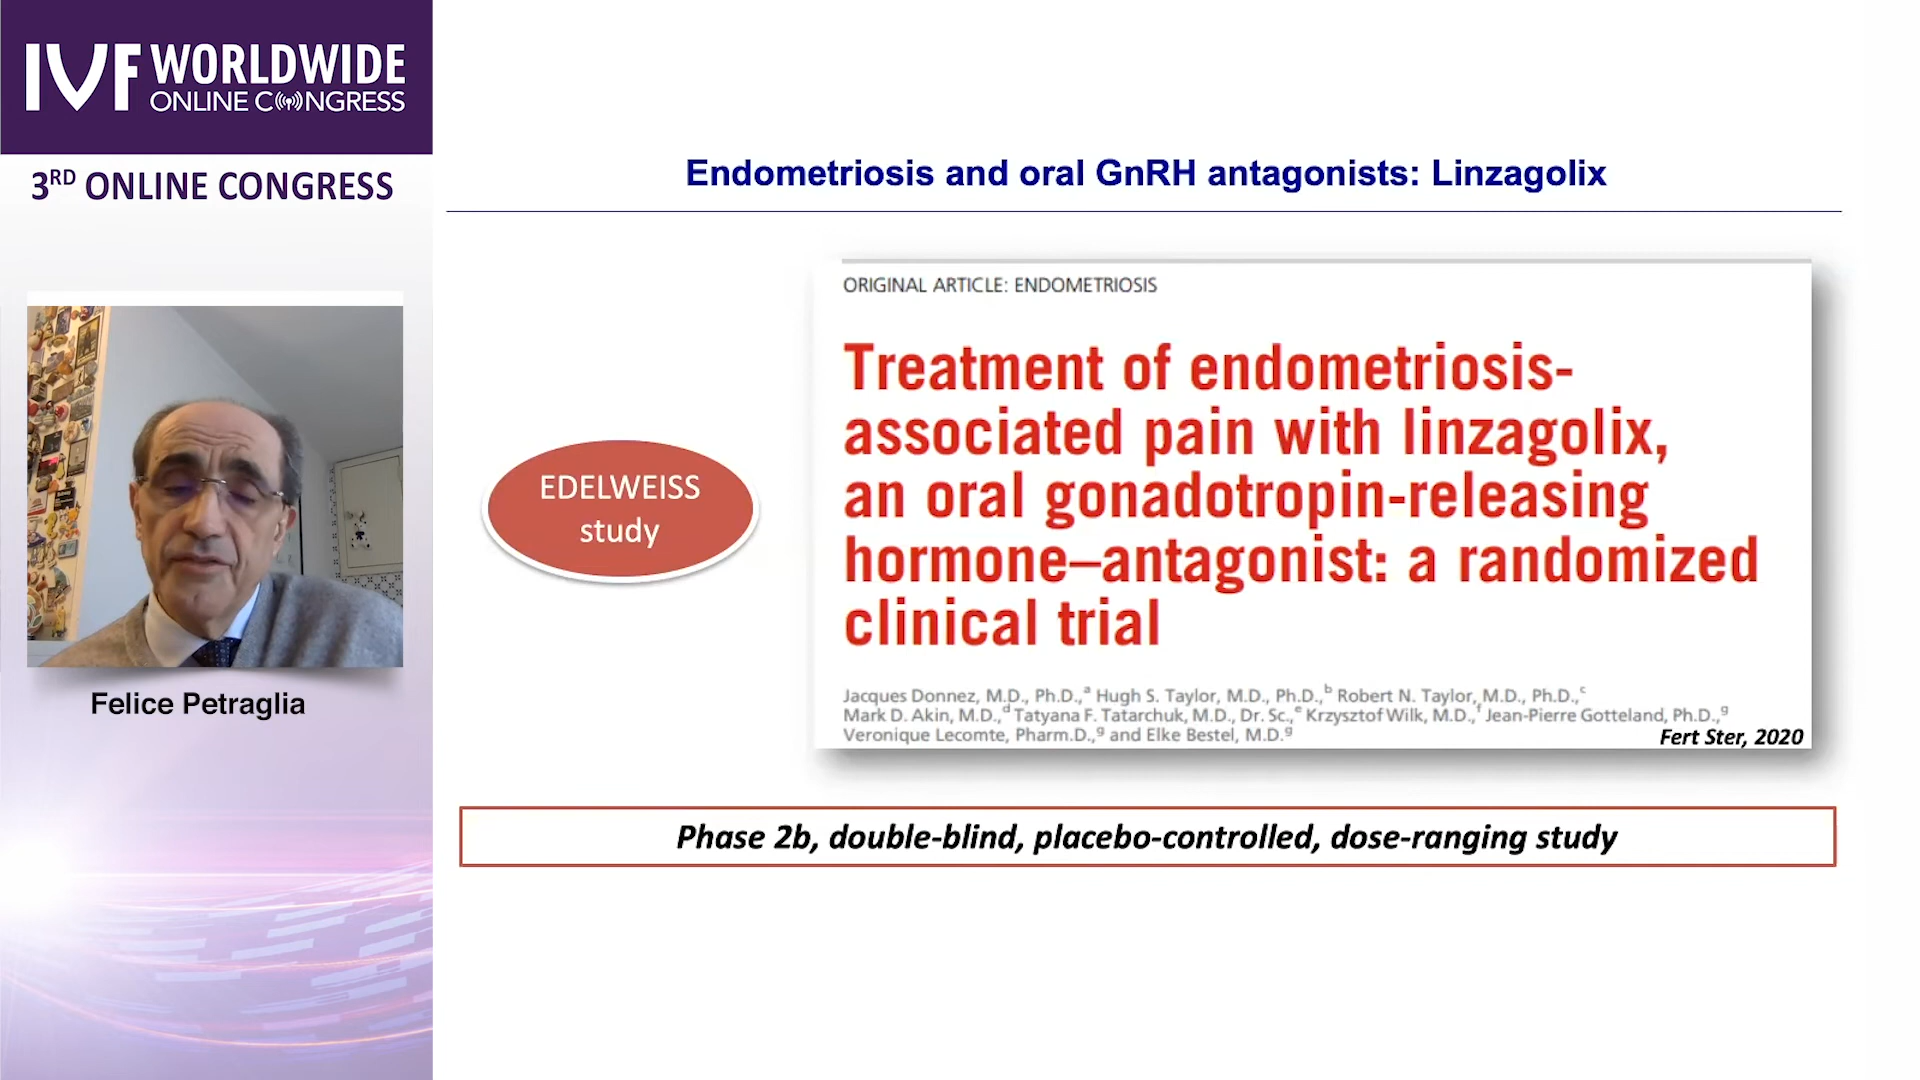 IVF WORLDWIDE
ONLINE CONGRESS
3RD ONLINE CONGRESS
Felice Petraglia
Endometriosis and oral GnRH antagonists: Linzagolix
EDELWEISS
study
ORIGINAL ARTICLE: ENDOMETRIOSIS
Treatment of endometriosis-
associated pain with linzagolix,
an oral gonadotropin-releasing
hormone–antagonist: a randomized
clinical trial
Jacques Donnez, M.D., Ph.D.,a Hugh S. Taylor, M.D., Ph.D.,b Robert N. Taylor, M.D., Ph.D.,c
Mark D. Akin, M.D.,d Tatyana F. Tatarchuk, M.D., Dr. Sc.,e Krzysztof Wilk, M.D.,f Jean-Pierre Gotteland, Ph.D.,g
Veronique Lecomte, Pharm.D.,g and Elke Bestel, M.D.g
Fert Ster, 2020
Phase 2b, double-blind, placebo-controlled, dose-ranging study